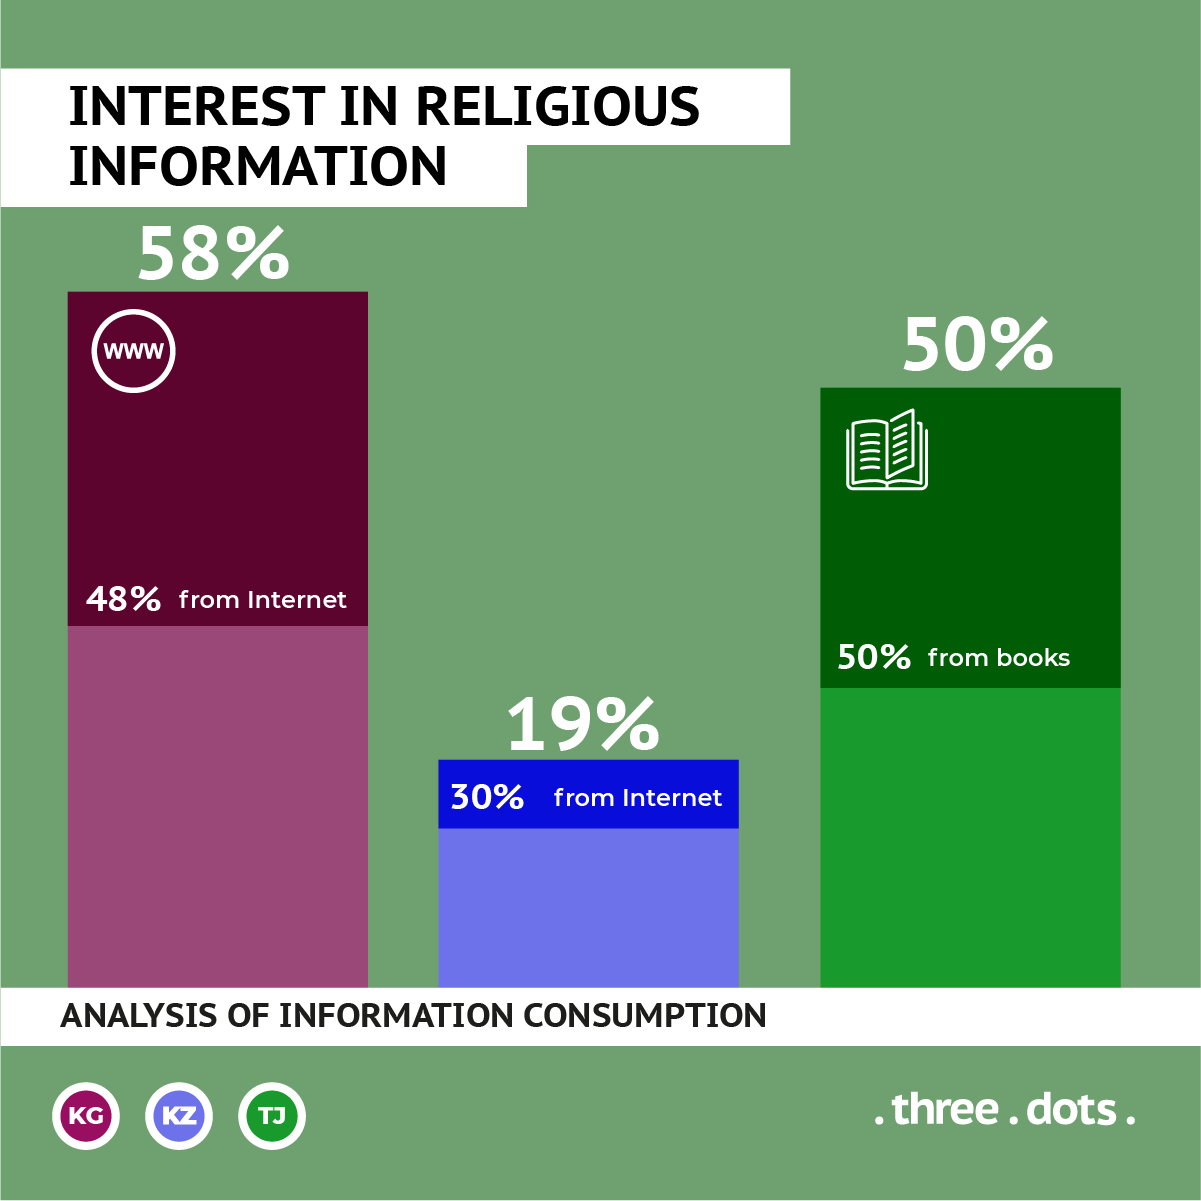 INTEREST IN RELIGIOUS
INFORMATION
58%
WWW
48% from Internet
19%
30% from Internet
50%
50% from books
ANALYSIS OF INFORMATION CONSUMPTION
KG KZ TJ
.three.dots.